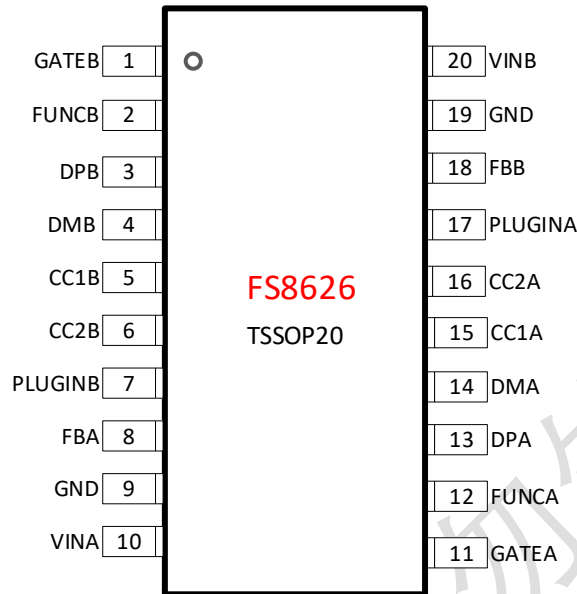 GATEB 1
FUNCB 2
DPB 3
DMB 4
CC1B 5
CC2B 6
PLUGINB 7
FBA 8
GND 9
VINA 10
FS8626
TSSOP20
20 VINB
19 GND
18 FBB
17 PLUGINA
16 CC2A
15 CC1A
14 DMA
13 DPA
12 FUNCA
11 GATEA
勿